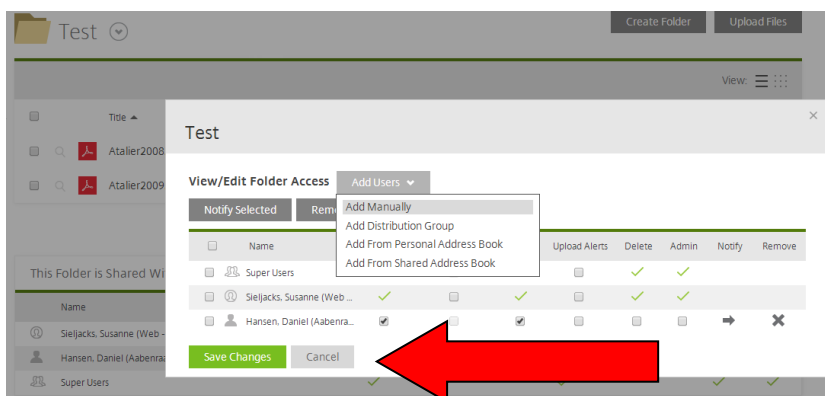 Test
Create Folder Upload Files
View:
Title
Atalier2008
Atalier2009
Test
View/Edit Folder Access Add Users
Notify Selected Rem
Add Manually
Add Distribution Group
Add From Personal Address Book
Add From Shared Address Book
Name Upload Alerts Delete Admin Notify Remove
Super Users
Sieljacks, Susanne (Web ...
Hansen, Daniel (Aabenra...
Save Changes Cancel
This Folder is Shared Wi
Name
Sieljacks, Susanne (Web -
Hansen, Daniel (Aabenraa
Super Users